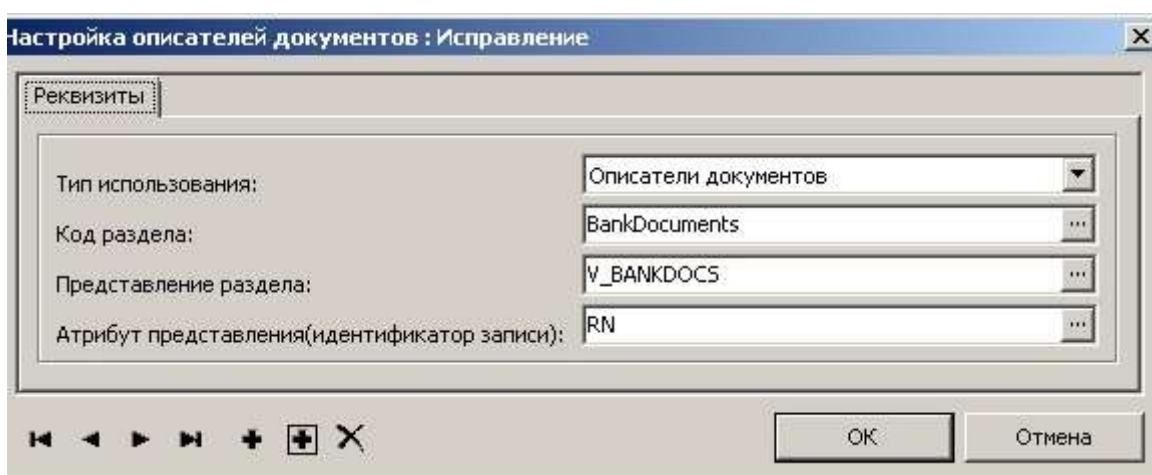 Настройка описателей документов : Исправление
Реквизиты
Тип использования: Описатели документов
Код раздела: BankDocuments
Представление раздела: V_BANKDOCS
Атрибут представления(идентификатор записи): RN
OK Отмена